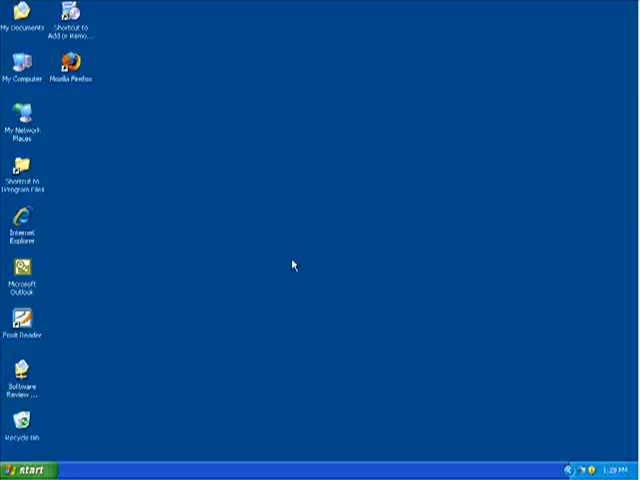 My Documents
Shortcut to
Add or Remo...
My Computer
Mozilla Firefox
My Network
Places
Shortcut to
Program Files
Internet
Explorer
Microsoft
Outlook
Foxit Reader
Software
Review ...
Recycle Bin
start
1:29 PM